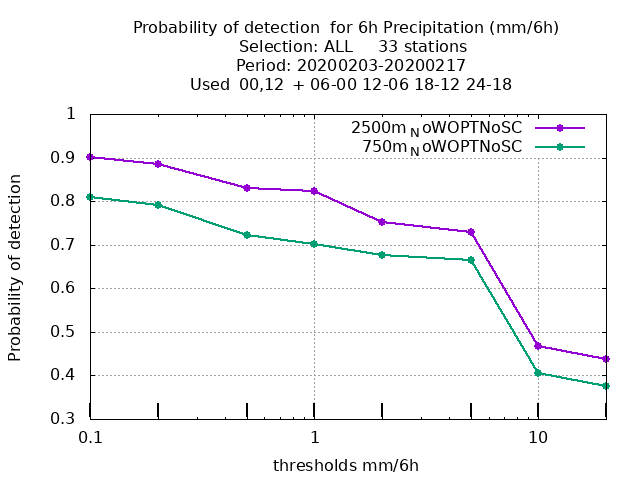 Probability of detection  for 6h Precipitation (mm/6h)
Selection: ALL     33 stations
Period: 20200203-20200217
Used  00,12  + 06-00 12-06 18-12 24-18
2500m_NoWOPTNoSC
750m_NoWOPTNoSC
Probability of detection
1
0.9
0.8
0.7
0.6
0.5
0.4
0.3
0.1 1 10
thresholds mm/6h